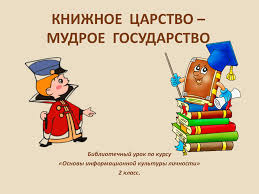 КНИЖНОЕ ЦАРСТВО –
МУДРОЕ ГОСУДАРСТВО
Библиотечный урок по курсу
«Основы информационной культуры личности»
2 класс.